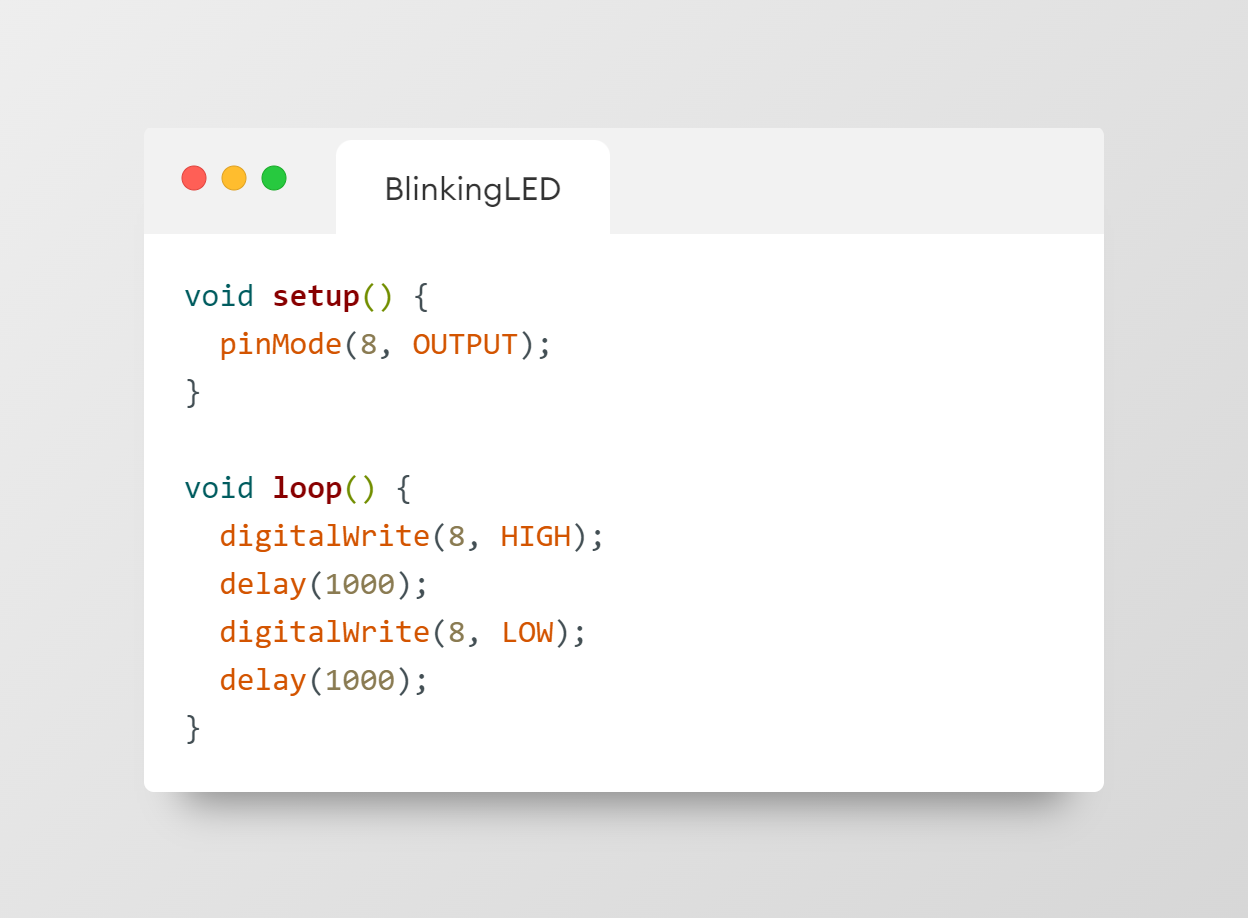 BlinkingLED
void setup() {
  pinMode(8, OUTPUT);
}
void loop() {
  digitalWrite(8, HIGH);
  delay(1000);
  digitalWrite(8, LOW);
  delay(1000);
}